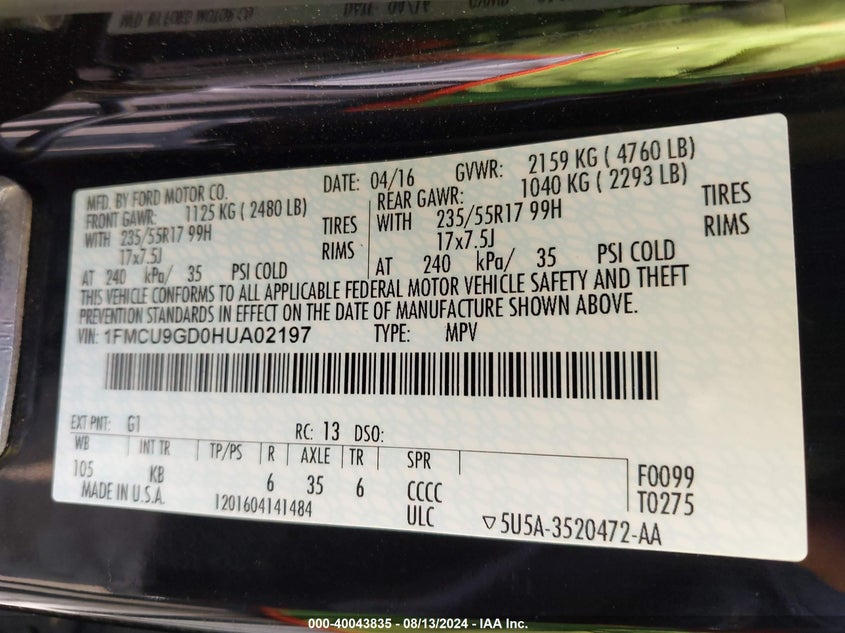 MFD. BY FORD MOTOR CO. DATE: 04/16 GVWR: 2159 KG ( 4760 LB)
FRONT GAWR: 1125 KG ( 2480 LB) REAR GAWR: 1040 KG ( 2293 LB)
WITH 235/55R17 99H TIRES WITH 235/55R17 99H TIRES
17x7.5J RIMS 17x7.5J RIMS
AT 240 kPa/ 35 PSI COLD AT 240 kPa/ 35 PSI COLD
THIS VEHICLE CONFORMS TO ALL APPLICABLE FEDERAL MOTOR VEHICLE SAFETY AND THEFT
PREVENTION STANDARDS IN EFFECT ON THE DATE OF MANUFACTURE SHOWN ABOVE.
VIN: 1FMCU9GD0HUA02197 TYPE: MPV
EXT PNT: G1 RC: 13 DSO:
WB INT TR TP/PS R AXLE TR SPR
105 KB 6 35 6 CCCC F0099
MADE IN U.S.A. 1201604141484 ULC T0275
▽5U5A-3520472-AA
000-40043835 - 08/13/2024 - IAA Inc.